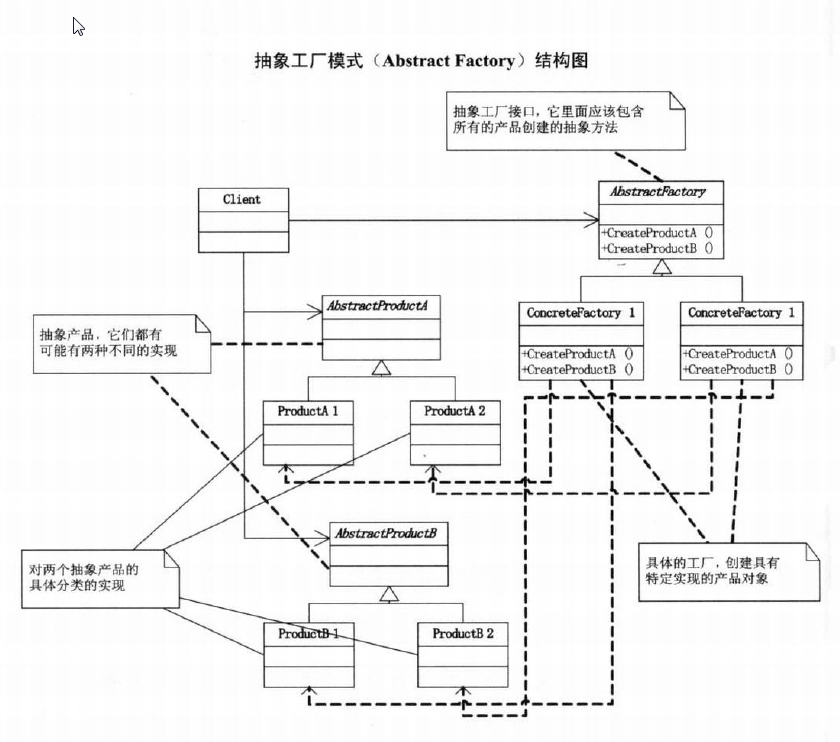 抽象工厂模式（Abstract Factory）结构图
抽象工厂接口，它里面应该包含
所有的产品创建的抽象方法
Client
AbstractFactory
+CreateProductA ()
+CreateProductB ()
AbstractProductA
ConcreteFactory 1
+CreateProductA ()
+CreateProductB ()
ConcreteFactory 1
+CreateProductA ()
+CreateProductB ()
抽象产品，它们都有
可能有两种不同的实现
ProductA 1
ProductA 2
AbstractProductB
对两个抽象产品的
具体分类的实现
具体的工厂，创建具有
特定实现的产品对象
ProductB 1
ProductB 2